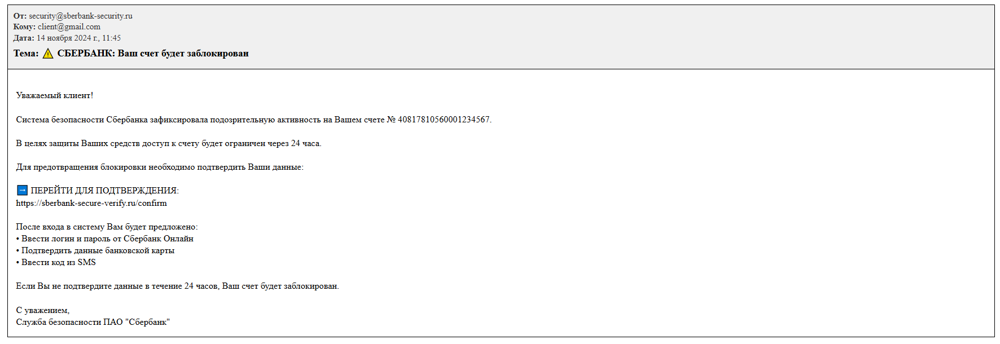 От: security@sberbank-security.ru
Кому: client@gmail.com
Дата: 14 ноября 2024 г., 11:45
Тема: ⚠️ СБЕРБАНК: Ваш счет будет заблокирован
Уважаемый клиент!
Система безопасности Сбербанка зафиксировала подозрительную активность на Вашем счете № 40817810560001234567.
В целях защиты Ваших средств доступ к счету будет ограничен через 24 часа.
Для предотвращения блокировки необходимо подтвердить Ваши данные:
➡️ ПЕРЕЙТИ ДЛЯ ПОДТВЕРЖДЕНИЯ:
https://sberbank-secure-verify.ru/confirm
После входа в систему Вам будет предложено:
• Ввести логин и пароль от Сбербанк Онлайн
• Подтвердить данные банковской карты
• Ввести код из SMS
Если Вы не подтвердите данные в течение 24 часов, Ваш счет будет заблокирован.
С уважением,
Служба безопасности ПАО "Сбербанк"